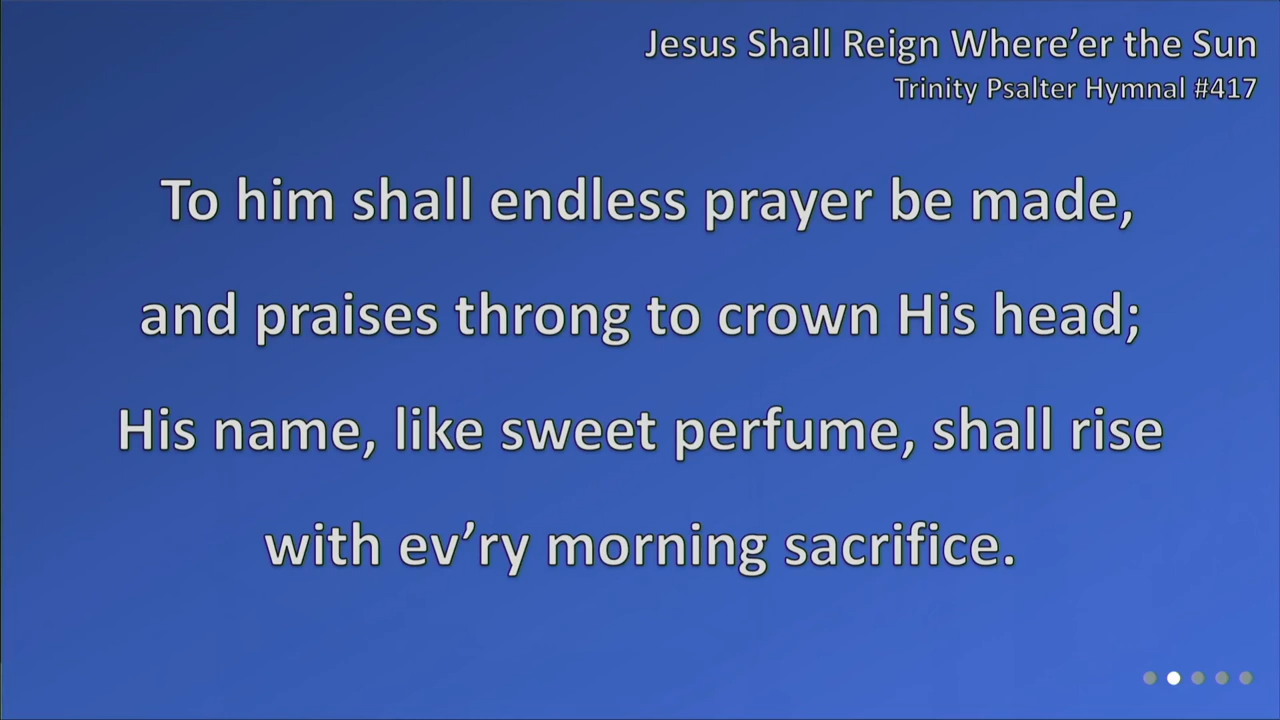 Jesus Shall Reign Where’er the Sun
Trinity Psalter Hymnal #417
To him shall endless prayer be made,
and praises throng to crown His head;
His name, like sweet perfume, shall rise
with ev’ry morning sacrifice.